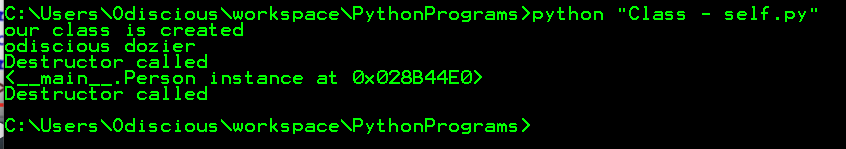 C:\Users\Odiscious\workspace\PythonPrograms>python "Class - self.py"
our class is created
odiscious dozier
Destructor called
<__main__.Person instance at 0x028B44E0>
Destructor called
C:\Users\Odiscious\workspace\PythonPrograms>